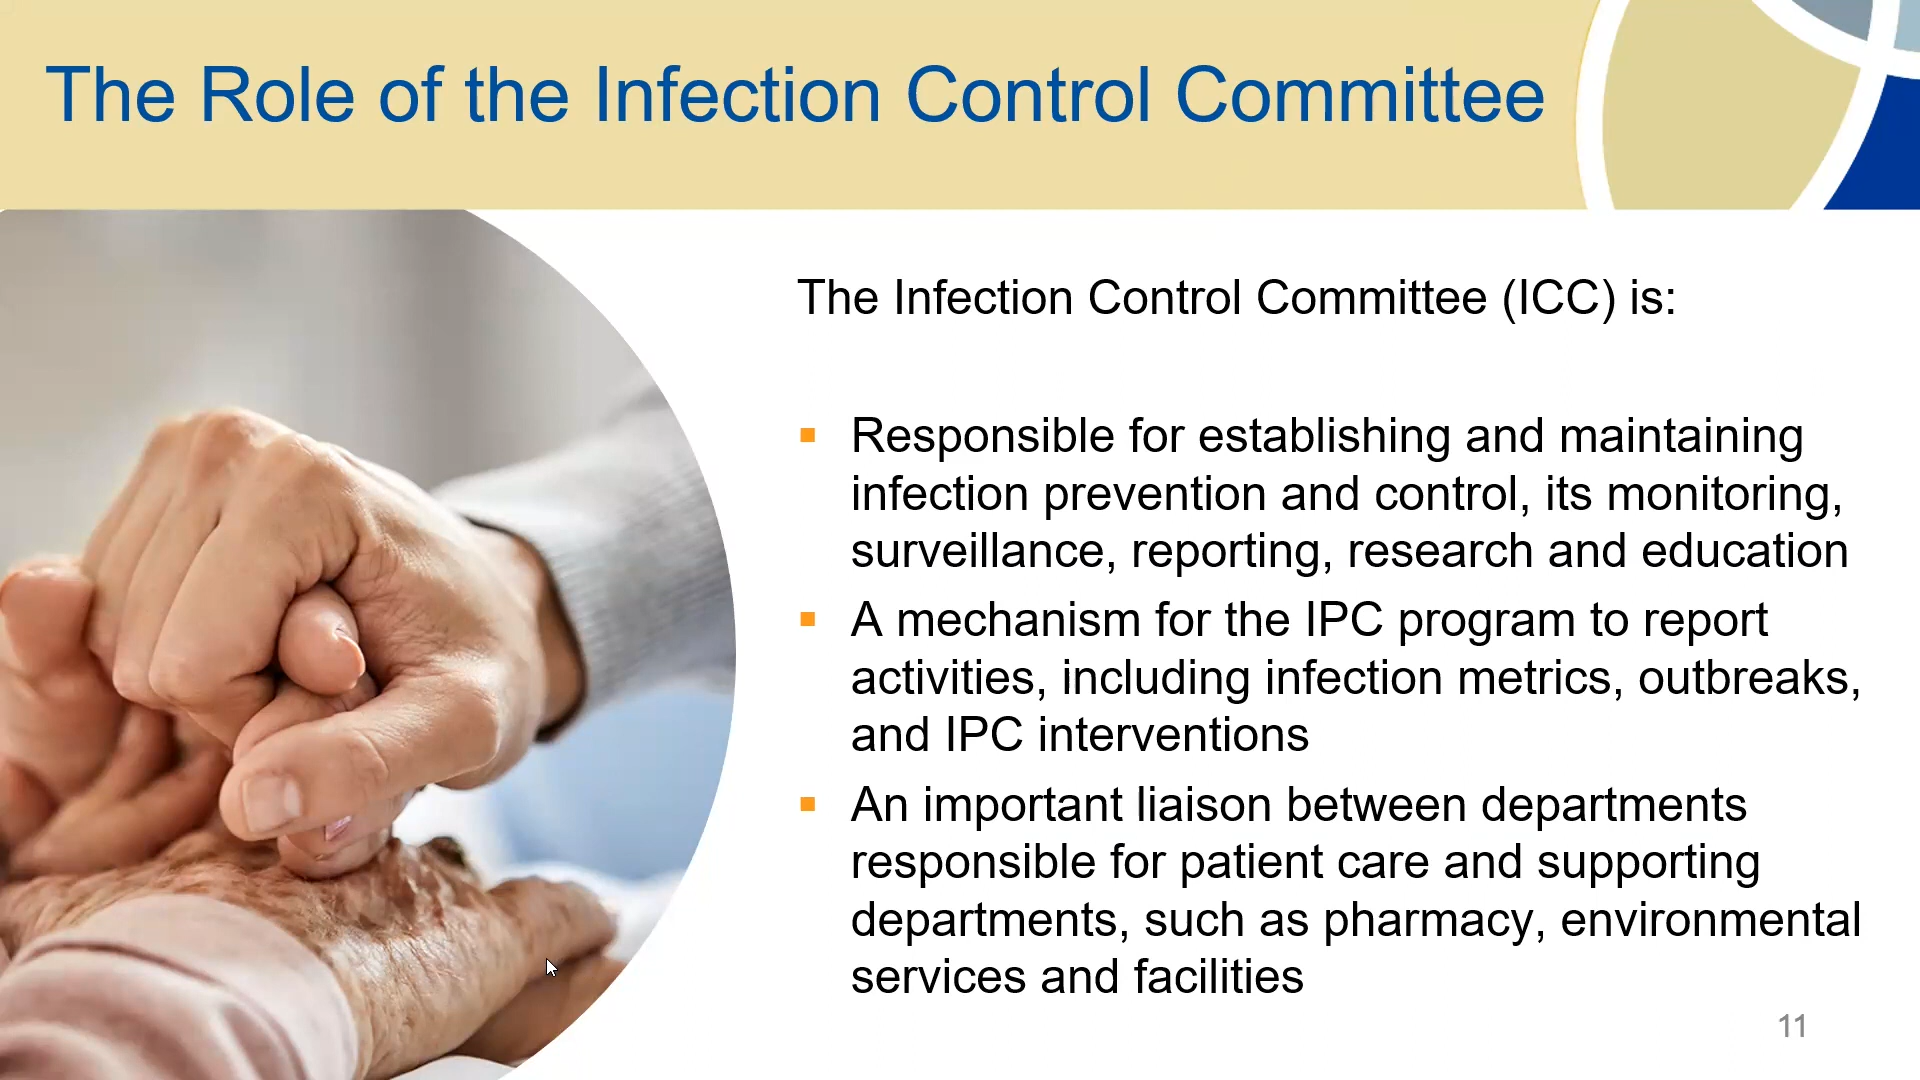 The Role of the Infection Control Committee
The Infection Control Committee (ICC) is:
▪ Responsible for establishing and maintaining
infection prevention and control, its monitoring,
surveillance, reporting, research and education
▪ A mechanism for the IPC program to report
activities, including infection metrics, outbreaks,
and IPC interventions
▪ An important liaison between departments
responsible for patient care and supporting
departments, such as pharmacy, environmental
services and facilities
11